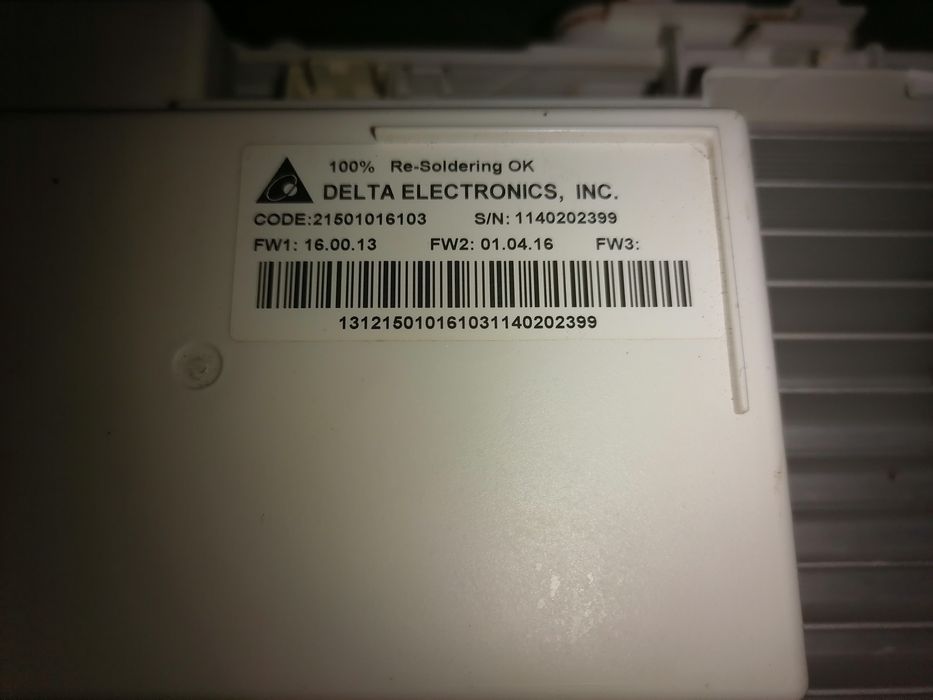 100% Re-Soldering OK
DELTA ELECTRONICS, INC.
CODE:21501016103 S/N: 1140202399
FW1: 16.00.13 FW2: 01.04.16 FW3:
131215010161031140202399